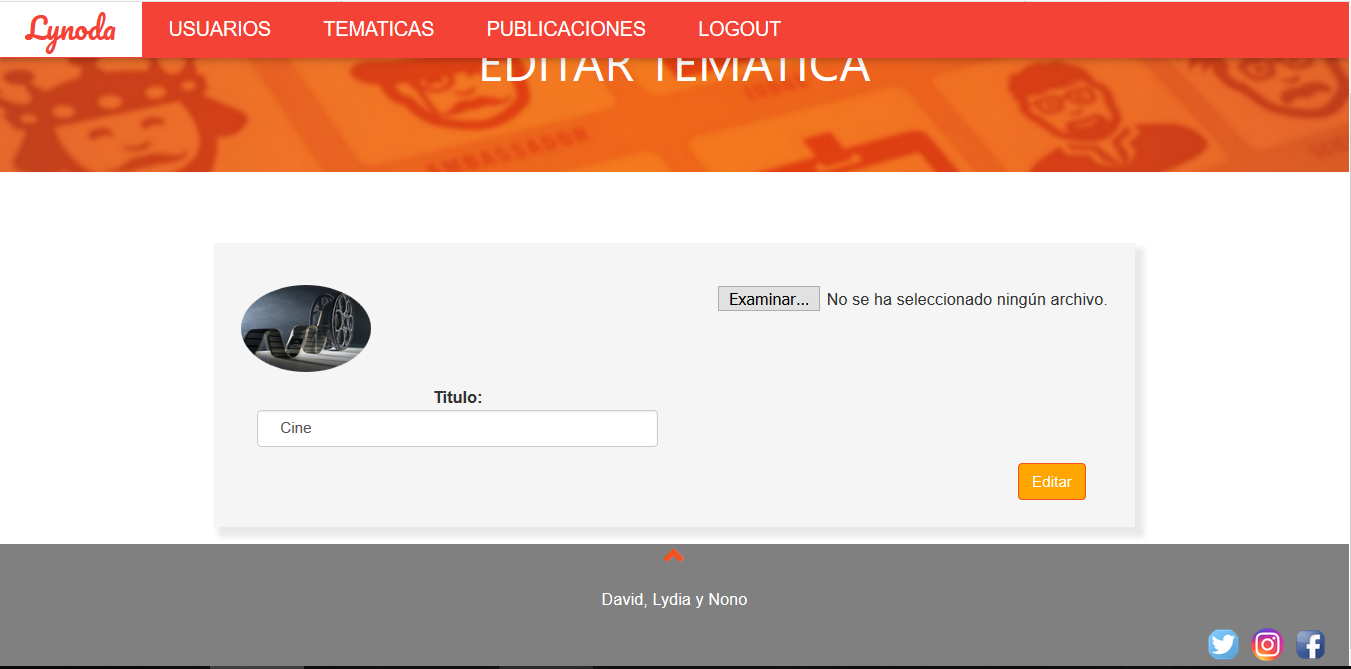 Lynoda
USUARIOS
TEMATICAS
PUBLICACIONES
LOGOUT
EDITAR TEMATICA
AMBASSADOR
Examinar... No se ha seleccionado ningún archivo.
Titulo:
Cine
Editar
David, Lydia y Nono